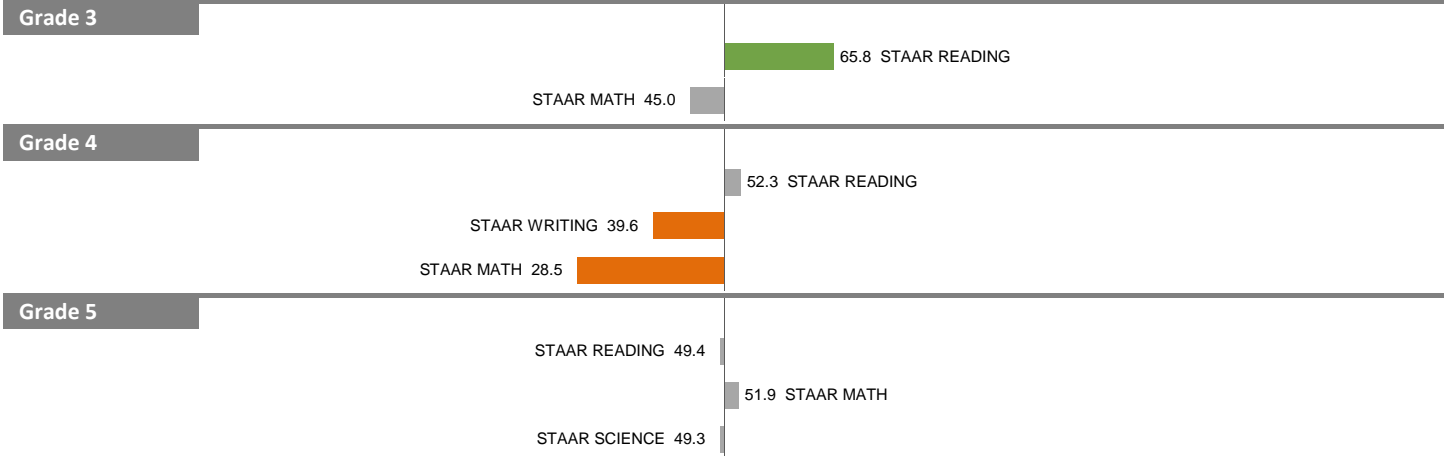 Grade 3
65.8 STAAR READING
STAAR MATH 45.0
Grade 4
52.3 STAAR READING
STAAR WRITING 39.6
STAAR MATH 28.5
Grade 5
STAAR READING 49.4
51.9 STAAR MATH
STAAR SCIENCE 49.3